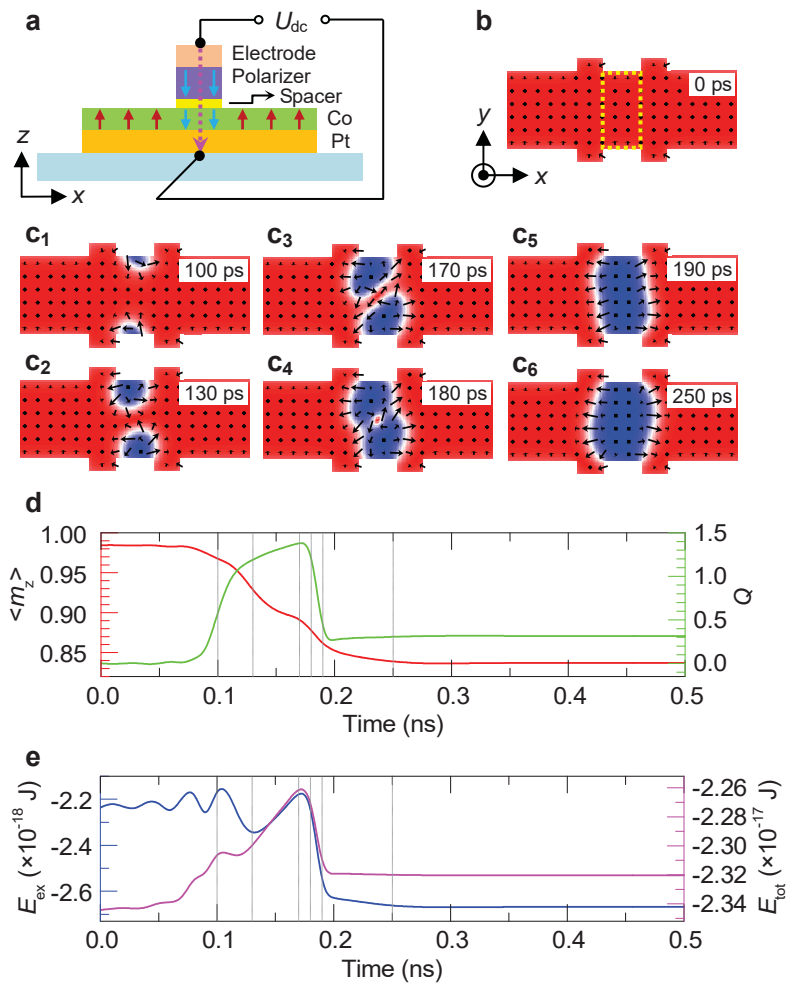 a
U dc
Electrode
Polarizer
Spacer
Co
Pt
z
x
b
0 ps
y
x
c1
100 ps
c3
170 ps
c5
190 ps
c2
130 ps
c4
180 ps
c6
250 ps
d
1.00
0.95
0.90
0.85
<mz>
1.5
1.0
0.5
0.0
Q
0.0 0.1 0.2 0.3 0.4 0.5
Time (ns)
e
-2.2
-2.4
-2.6
Eex (×10-18 J)
-2.26
-2.28
-2.30
-2.32
-2.34
Etot (×10-17 J)
0.0 0.1 0.2 0.3 0.4 0.5
Time (ns)